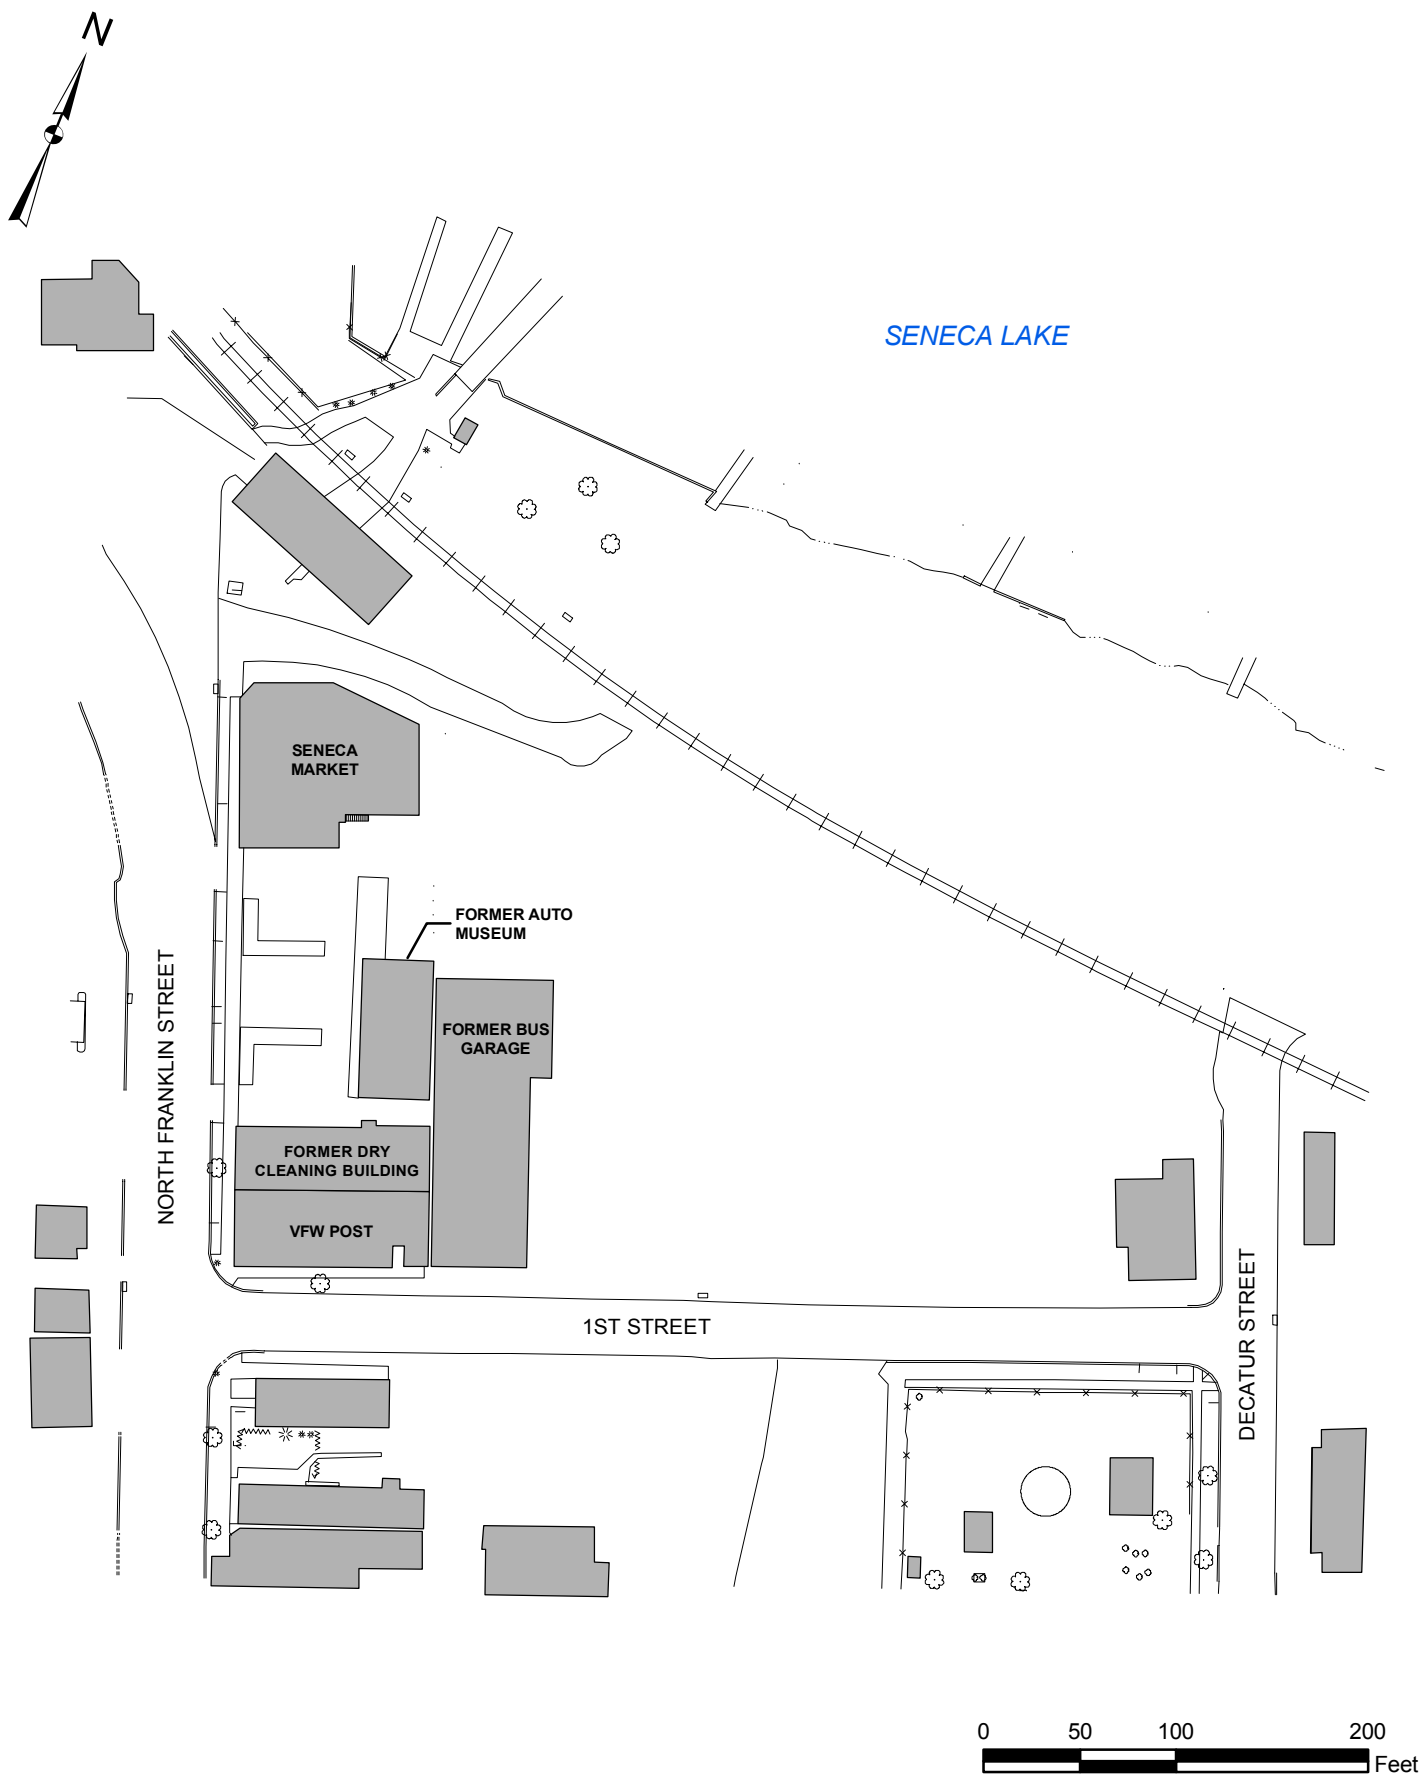 N
SENECA LAKE
SENECA
MARKET
FORMER AUTO
MUSEUM
NORTH FRANKLIN STREET
FORMER BUS
GARAGE
FORMER DRY
CLEANING BUILDING
VFW POST
1ST STREET
DECATUR STREET
0 50 100 200
Feet